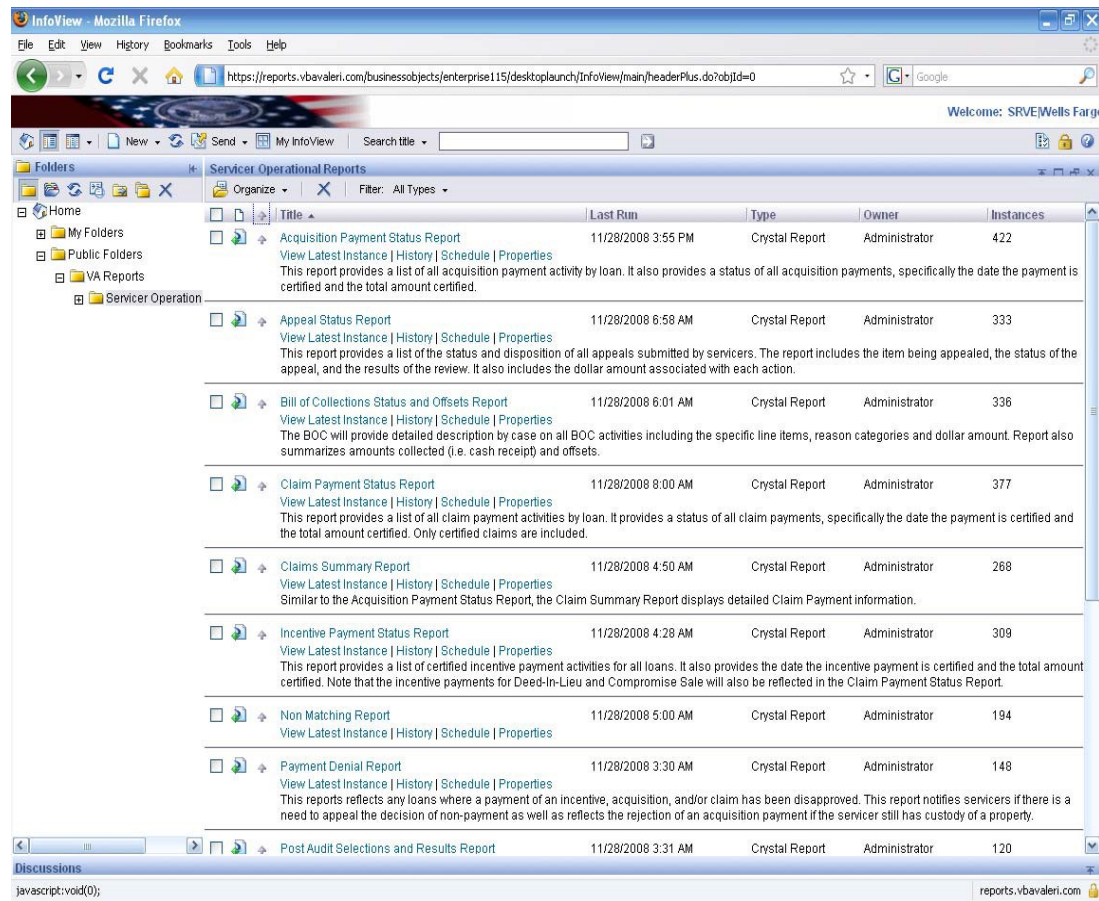 InfoView - Mozilla Firefox
File Edit View History Bookmarks Tools Help
https://reports.vbavaleri.com/businessobjects/enterprise115/desktoplaunch/InfoView/main/headerPlus.do?objId=0
G Google
Welcome: SRVE|Wells Farg
New Send My InfoView Search title
Folders
Servicer Operational Reports
Organize Filter: All Types
Home
My Folders
Public Folders
VA Reports
Servicer Operation
Title Last Run Type Owner Instances
Acquisition Payment Status Report 11/28/2008 3:55 PM Crystal Report Administrator 422
View Latest Instance | History | Schedule | Properties
This report provides a list of all acquisition payment activity by loan. It also provides a status of all acquisition payments, specifically the date the payment is
certified and the total amount certified.
Appeal Status Report 11/28/2008 6:58 AM Crystal Report Administrator 333
View Latest Instance | History | Schedule | Properties
This report provides a list of the status and disposition of all appeals submitted by servicers. The report includes the item being appealed, the status of the
appeal, and the results of the review. It also includes the dollar amount associated with each action.
Bill of Collections Status and Offsets Report 11/28/2008 6:01 AM Crystal Report Administrator 336
View Latest Instance | History | Schedule | Properties
The BOC will provide detailed description by case on all BOC activities including the specific line items, reason categories and dollar amount. Report also
summarizes amounts collected (i.e. cash receipt) and offsets.
Claim Payment Status Report 11/28/2008 8:00 AM Crystal Report Administrator 377
View Latest Instance | History | Schedule | Properties
This report provides a list of all claim payment activities by loan. It provides a status of all claim payments, specifically the date the payment is certified and
the total amount certified. Only certified claims are included.
Claims Summary Report 11/28/2008 4:50 AM Crystal Report Administrator 268
View Latest Instance | History | Schedule | Properties
Similar to the Acquisition Payment Status Report, the Claim Summary Report displays detailed Claim Payment information.
Incentive Payment Status Report 11/28/2008 4:28 AM Crystal Report Administrator 309
View Latest Instance | History | Schedule | Properties
This report provides a list of certified incentive payment activities for all loans. It also provides the date the incentive payment is certified and the total amount
certified. Note that the incentive payments for Deed-In-Lieu and Compromise Sale will also be reflected in the Claim Payment Status Report.
Non Matching Report 11/28/2008 5:00 AM Crystal Report Administrator 194
View Latest Instance | History | Schedule | Properties
Payment Denial Report 11/28/2008 3:30 AM Crystal Report Administrator 148
View Latest Instance | History | Schedule | Properties
This reports reflects any loans where a payment of an incentive, acquisition, and/or claim has been disapproved. This report notifies servicers if there is a
need to appeal the decision of non-payment as well as reflects the rejection of an acquisition payment if the servicer still has custody of a property.
Post Audit Selections and Results Report 11/28/2008 3:31 AM Crystal Report Administrator 120
Discussions
javascript:void(0);
reports.vbavaleri.com